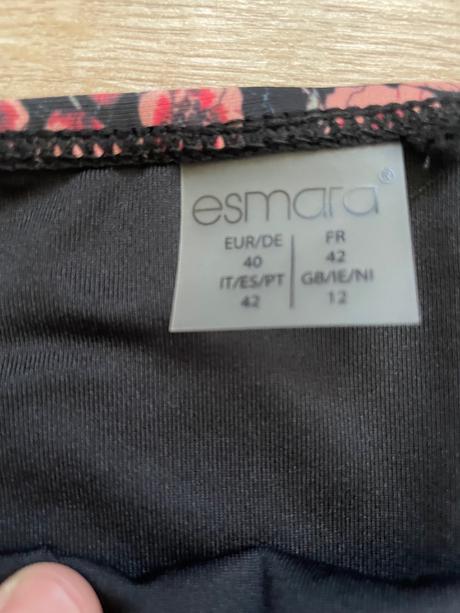 esmara®
EUR/DE | FR
40 | 42
IT/ES/PT | GB/IE/NI
42 | 12